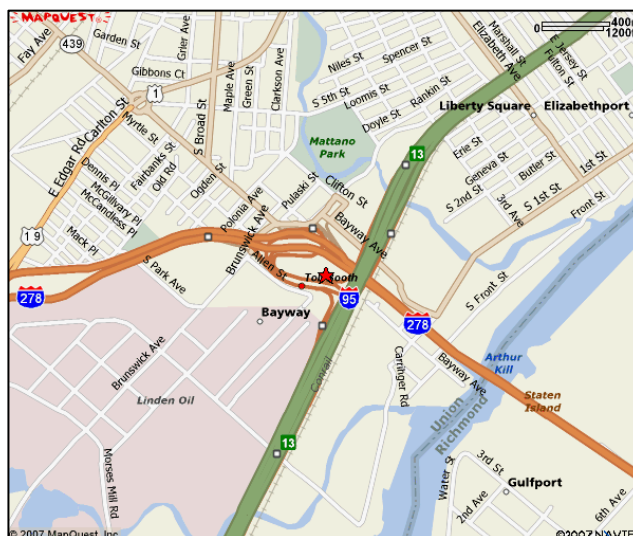 MAPQUEST
400m
1200ft
Fay Ave
439
Garden St
Grier Ave
Gibbons Ct
1
Maple Ave
Green St
Clarkson Ave
Niles St
Spencer St
Elizabeth Ave
Marshall St
E Jersey St
Fulton St
S 5th St
Loomis St
Rankin St
Doyle St
Liberty Square
Elizabethport
Carlton St
Myrtle St
S Broad St
E Edgar Rd
Fairbanks St
Old Rd
Ogden St
Mattano
Park
13
Erie St
Geneva St
Butler St
1st St
Dennis Pl
McGillvary Pl
McCandless Pl
Polonia Ave
Pulaski St
Clifton St
S 2nd St
3rd Ave
S 1st St
Front St
1 9
Mack Pl
S Park Ave
Brunswick Ave
Bayway Ave
Allen St
Toll Booth
278
95
S Front St
Bayway
278
Brunswick Ave
Carringer Rd
Bayway Ave
Arthur
Kill
Linden Oil
Conrail
Staten
Island
Union
Richmond
Morses Mill Rd
13
Water St
3rd St
Gulfport
2nd Ave
6th Ave
© 2007 MapQuest, Inc.
©2007 NAVTE